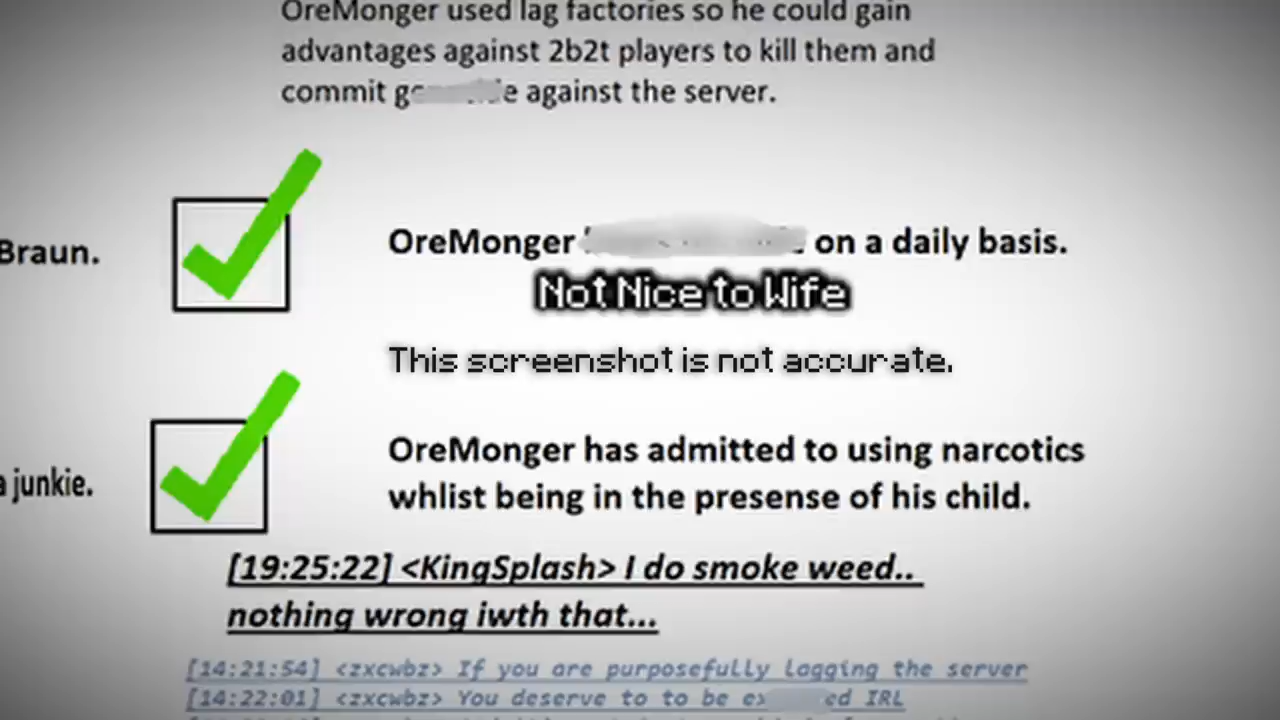 OreMonger used lag factories so he could gain
advantages against 2b2t players to kill them and
commit against the server.
Braun.
OreMonger on a daily basis.
Not Nice to Wife
This screenshot is not accurate.
a junkie.
OreMonger has admitted to using narcotics
whlist being in the presense of his child.
[19:25:22] <KingSplash> I do smoke weed..
nothing wrong iwth that...
[14:21:54] <zxcwbz> If you are purposefully lagging the server
[14:22:01] <zxcwbz> You deserve to to be IRL